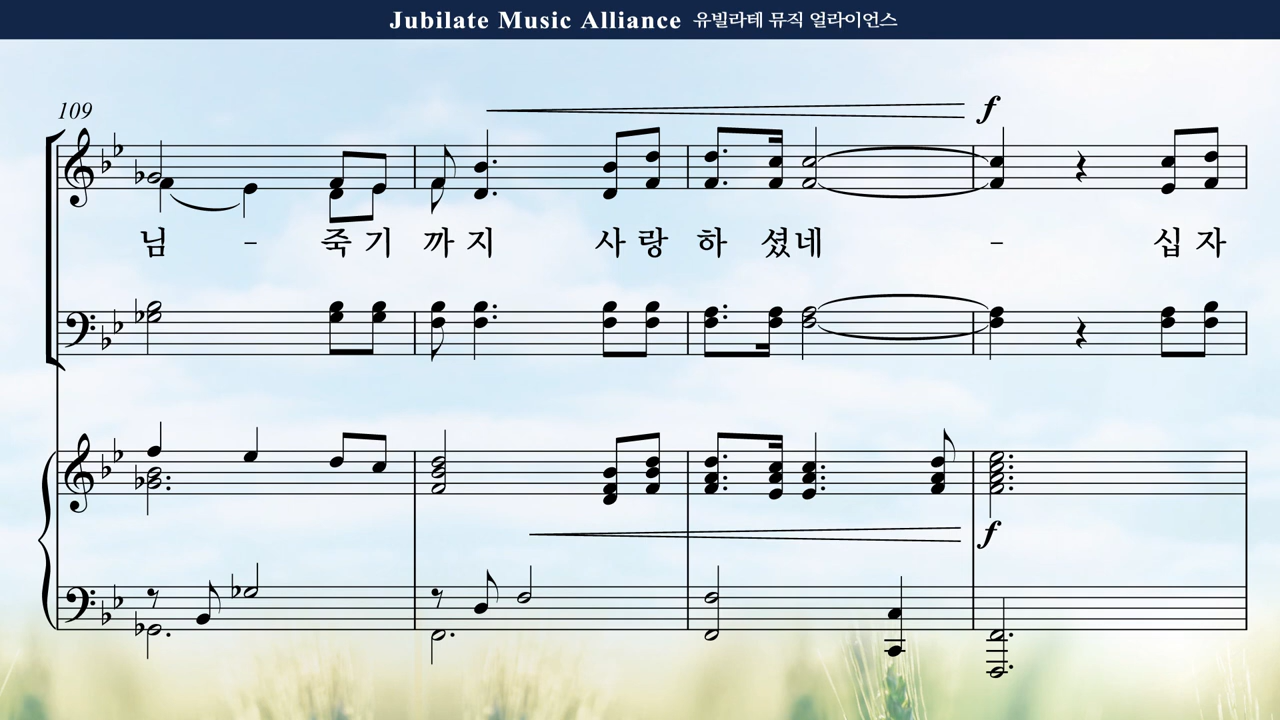 Jubilate Music Alliance 유빌라테 뮤직 얼라이언스
109
f
님 - 죽 기 까 지 사 랑 하 셨 네 - 십 자
f